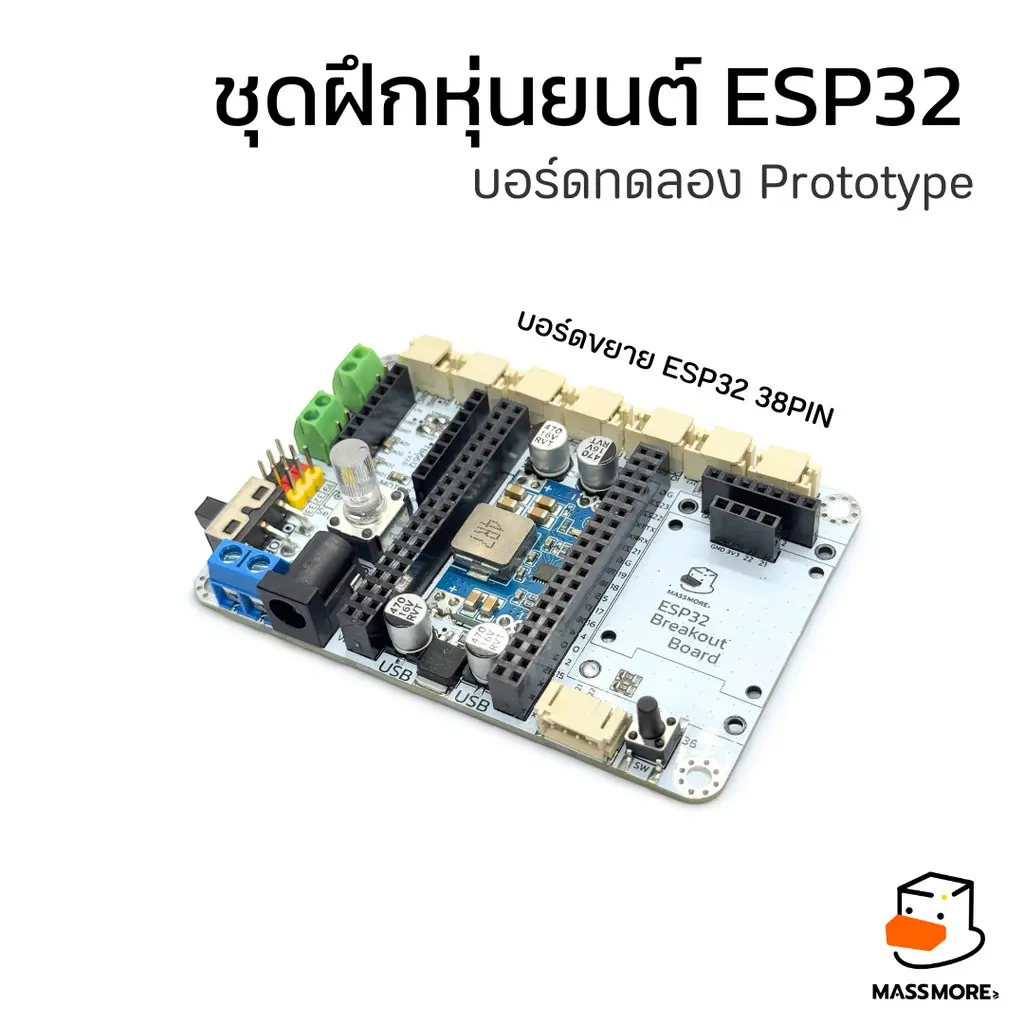 ชุดฝึกหุ่นยนต์ ESP32
บอร์ดทดลอง Prototype
บอร์ดขยาย ESP32 38PIN
470
16V
RVT
470
16V
RVT
470
16V
RVT
470
16V
RVT
GND 3V3 22 21
MASSMORE
ESP32
Breakout
Board
USB
USB
SW
36
MASSMORE